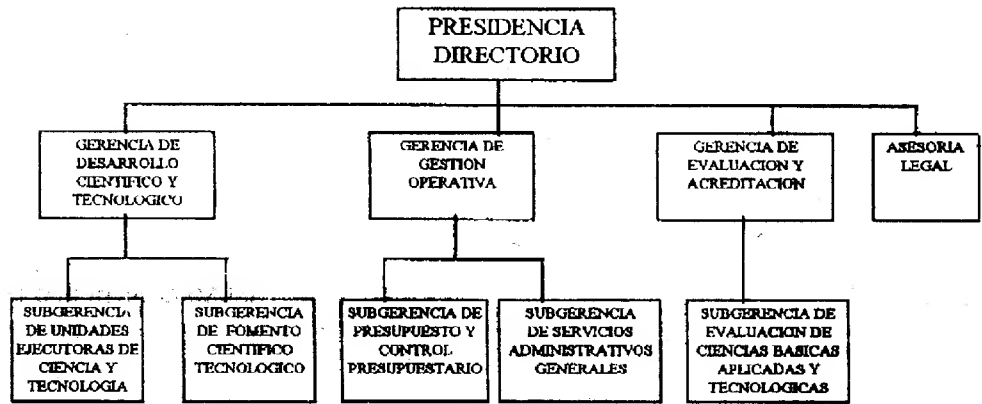 PRESIDENCIA
DIRECTORIO
GERENCIA DE
DESARROLLO
CIENTIFICO Y
TECNOLOGICO
GERENCIA DE
GESTION
OPERATIVA
GERENCIA DE
EVALUACION Y
ACREDITACION
ASESORIA
LEGAL
SUBGERENCIA
DE UNIDADES
EJECUTORAS DE
CIENCIA Y
TECNOLOGIA
SUBGERENCIA
DE FOMENTO
CIENTIFICO
TECNOLOGICO
SUBGERENCIA DE
PRESUPUESTO Y
CONTROL
PRESUPUESTARIO
SUBGERENCIA
DE SERVICIOS
ADMINISTRATIVOS
GENERALES
SUBGERENCIA DE
EVALUACION DE
CIENCIAS BASICAS
APLICADAS Y
TECNOLOGICAS